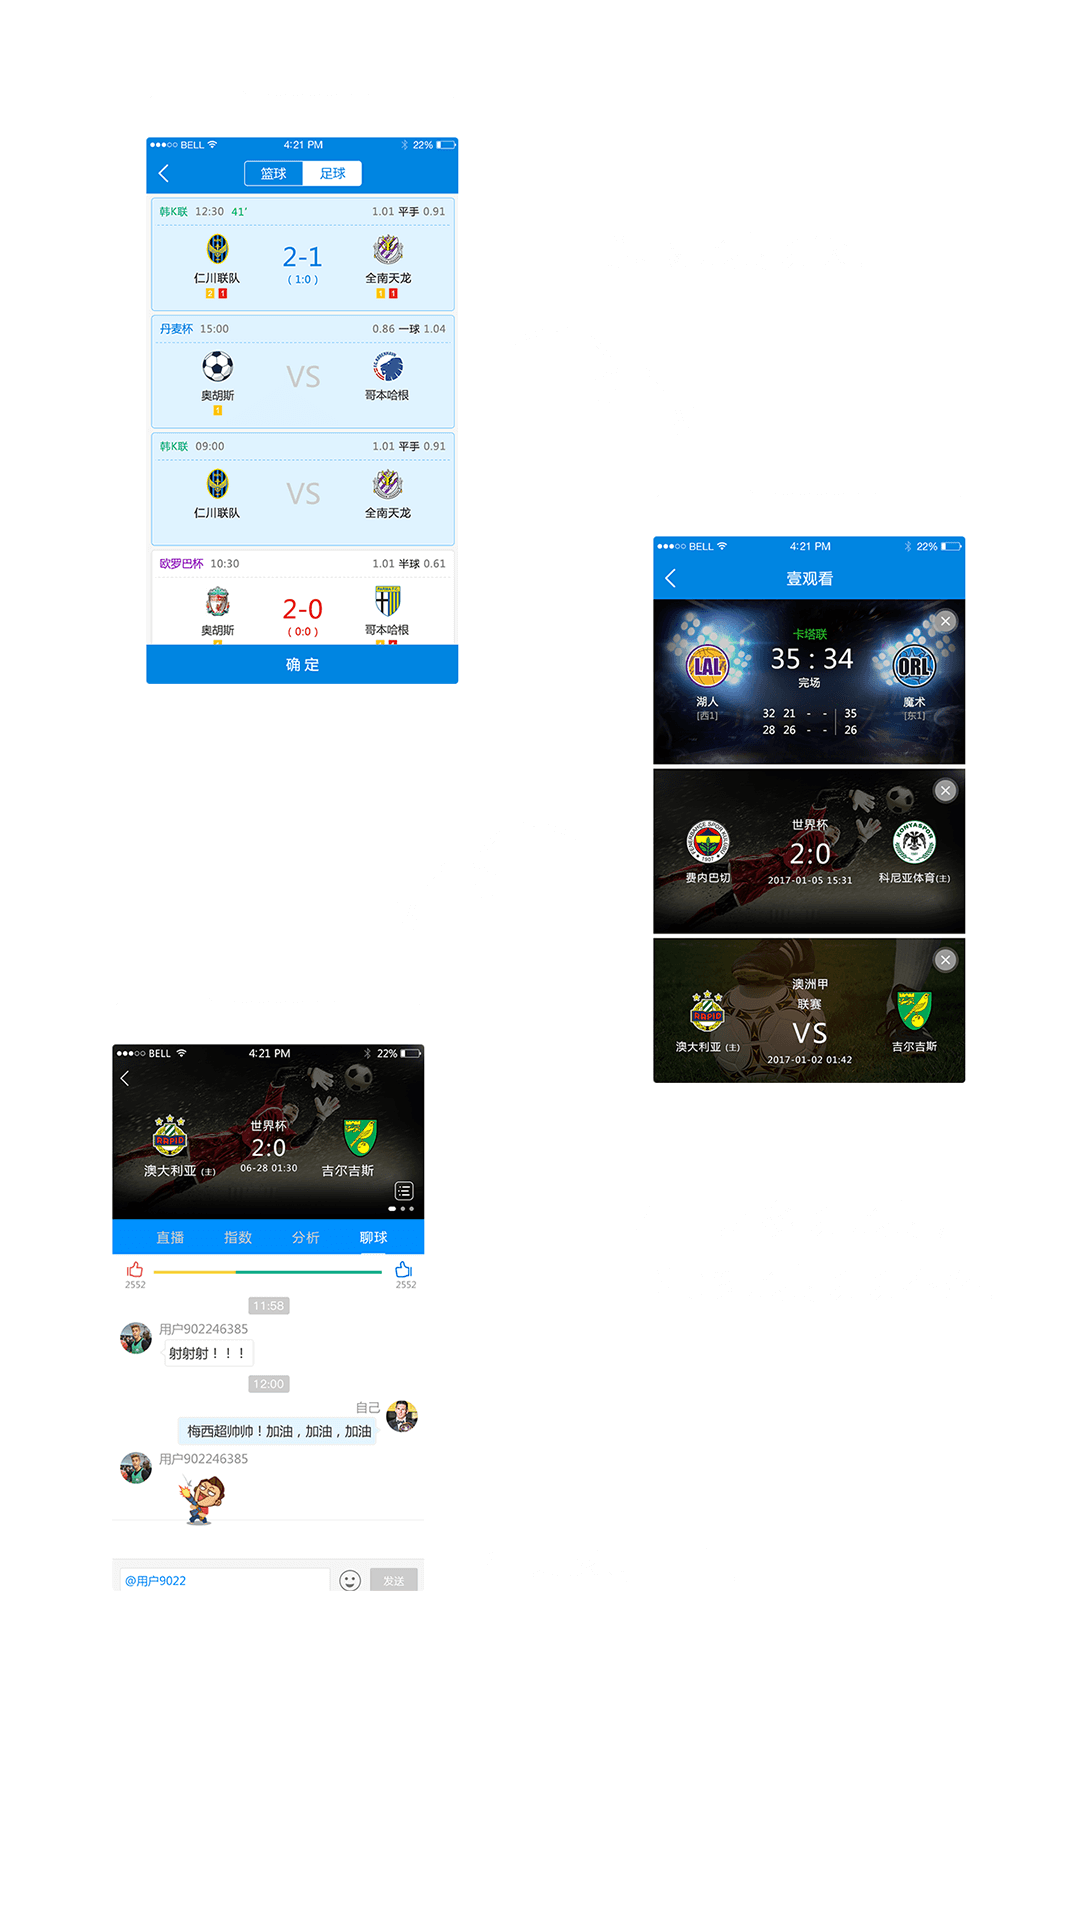 BELL 4:21 PM 22%
篮球 足球
韩K联 12:30 41' 1.01 平手 0.91
2-1
仁川联队 (1:0) 全南天龙
2 1 1 1
丹麦杯 15:00 0.86 一球 1.04
VS
奥胡斯 哥本哈根
1
韩K联 09:00 1.01 平手 0.91
VS
仁川联队 全南天龙
欧罗巴杯 10:30 1.01 半球 0.61
2-0
奥胡斯 (0:0) 哥本哈根
确定
BELL 4:21 PM 22%
壹观看
卡塔联
LAL 35 : 34 ORL
完场
湖人 魔术
[西1] [东1]
32 21 - - 35
28 26 - - 26
世界杯
2:0
费内巴切 2017-01-05 15:31 科尼亚体育(主)
澳洲甲
联赛
RAPID VS
澳大利亚 (主) 吉尔吉斯
2017-01-02 01:42
BELL 4:21 PM 22%
世界杯
RAPID 2:0
澳大利亚 (主) 06-28 01:30 吉尔吉斯
直播 指数 分析 聊球
2552 2552
11:58
用户902246385
射射射！！！
12:00
自己
梅西超帅帅！加油，加油，加油
用户902246385
@用户9022 发送